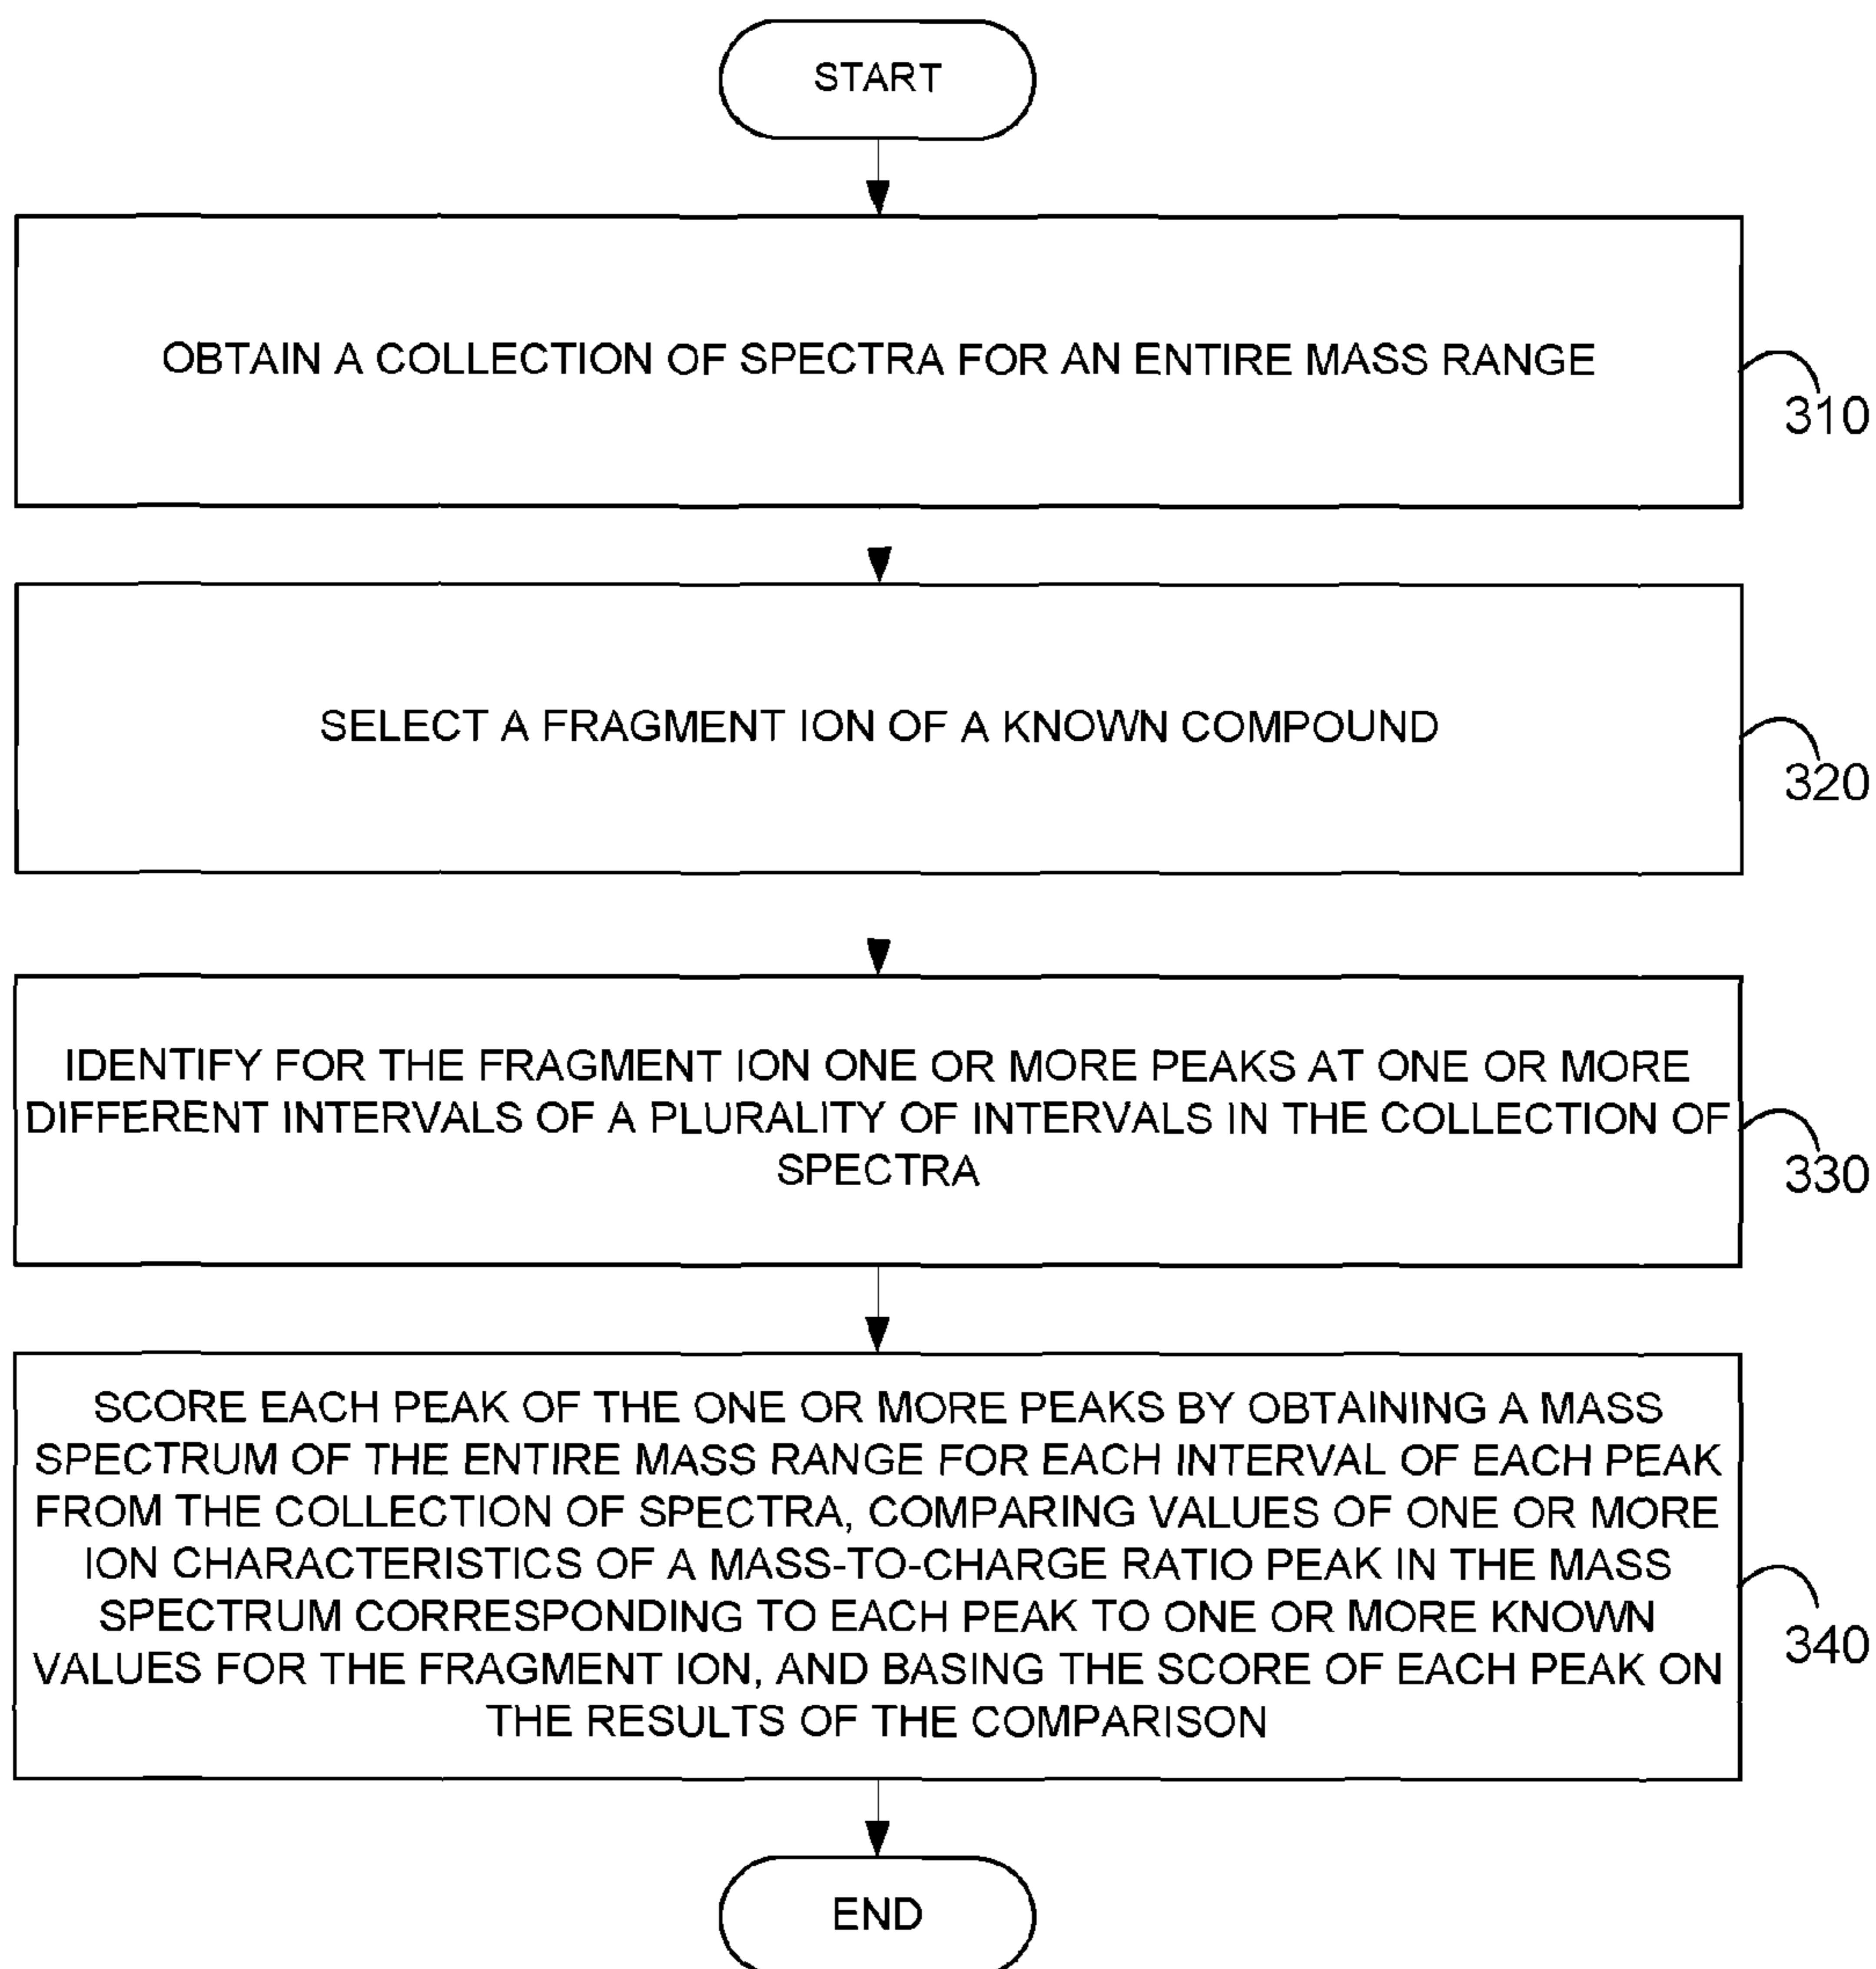 START
OBTAIN A COLLECTION OF SPECTRA FOR AN ENTIRE MASS RANGE
310
SELECT A FRAGMENT ION OF A KNOWN COMPOUND
320
IDENTIFY FOR THE FRAGMENT ION ONE OR MORE PEAKS AT ONE OR MORE
DIFFERENT INTERVALS OF A PLURALITY OF INTERVALS IN THE COLLECTION OF
SPECTRA
330
SCORE EACH PEAK OF THE ONE OR MORE PEAKS BY OBTAINING A MASS
SPECTRUM OF THE ENTIRE MASS RANGE FOR EACH INTERVAL OF EACH PEAK
FROM THE COLLECTION OF SPECTRA, COMPARING VALUES OF ONE OR MORE
ION CHARACTERISTICS OF A MASS-TO-CHARGE RATIO PEAK IN THE MASS
SPECTRUM CORRESPONDING TO EACH PEAK TO ONE OR MORE KNOWN
VALUES FOR THE FRAGMENT ION, AND BASING THE SCORE OF EACH PEAK ON
THE RESULTS OF THE COMPARISON
340
END